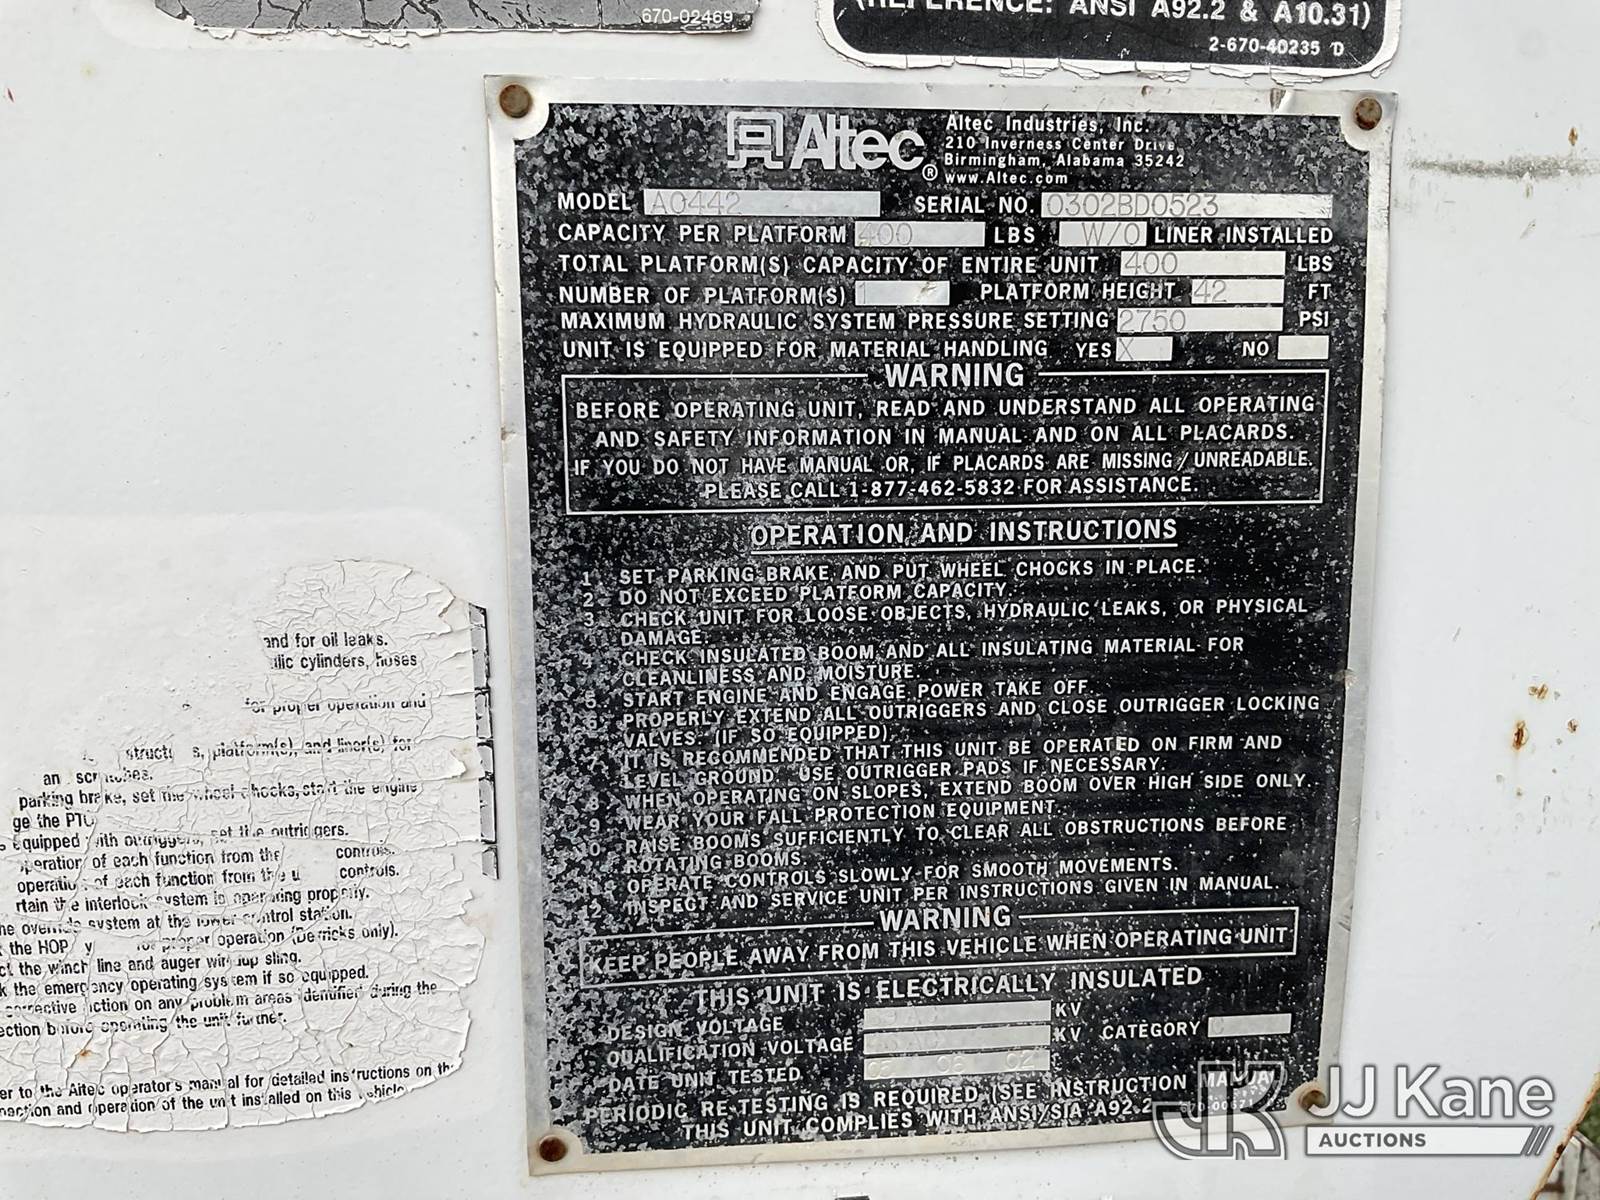 670-02469
(REFERENCE: ANSI A92.2 & A10.31)
2-670-40235 D
Altec®
Altec Industries, Inc.
210 Inverness Center Drive
Birmingham, Alabama 35242
www.Altec.com
MODEL AO442 SERIAL NO. 0302BD0523
CAPACITY PER PLATFORM 400 LBS W/O LINER INSTALLED
TOTAL PLATFORM(S) CAPACITY OF ENTIRE UNIT 400 LBS
NUMBER OF PLATFORM(S) 1 PLATFORM HEIGHT 42 FT
MAXIMUM HYDRAULIC SYSTEM PRESSURE SETTING 2750 PSI
UNIT IS EQUIPPED FOR MATERIAL HANDLING YES X NO
WARNING
BEFORE OPERATING UNIT, READ AND UNDERSTAND ALL OPERATING
AND SAFETY INFORMATION IN MANUAL AND ON ALL PLACARDS.
IF YOU DO NOT HAVE MANUAL OR, IF PLACARDS ARE MISSING/UNREADABLE.
PLEASE CALL 1-877-462-5832 FOR ASSISTANCE.
OPERATION AND INSTRUCTIONS
1 SET PARKING BRAKE AND PUT WHEEL CHOCKS IN PLACE.
2 DO NOT EXCEED PLATFORM CAPACITY.
3 CHECK UNIT FOR LOOSE OBJECTS, HYDRAULIC LEAKS, OR PHYSICAL
DAMAGE.
4 CHECK INSULATED BOOM AND ALL INSULATING MATERIAL FOR
CLEANLINESS AND MOISTURE.
5 START ENGINE AND ENGAGE POWER TAKE OFF.
6 PROPERLY EXTEND ALL OUTRIGGERS AND CLOSE OUTRIGGER LOCKING
VALVES. (IF SO EQUIPPED).
7 IT IS RECOMMENDED THAT THIS UNIT BE OPERATED ON FIRM AND
LEVEL GROUND. USE OUTRIGGER PADS IF NECESSARY.
8 WHEN OPERATING ON SLOPES, EXTEND BOOM OVER HIGH SIDE ONLY.
9 WEAR YOUR FALL PROTECTION EQUIPMENT.
10 RAISE BOOMS SUFFICIENTLY TO CLEAR ALL OBSTRUCTIONS BEFORE
ROTATING BOOMS.
11 OPERATE CONTROLS SLOWLY FOR SMOOTH MOVEMENTS.
12 INSPECT AND SERVICE UNIT PER INSTRUCTIONS GIVEN IN MANUAL.
WARNING
KEEP PEOPLE AWAY FROM THIS VEHICLE WHEN OPERATING UNIT
THIS UNIT IS ELECTRICALLY INSULATED
DESIGN VOLTAGE KV
QUALIFICATION VOLTAGE KV CATEGORY C
DATE UNIT TESTED
PERIODIC RE-TESTING IS REQUIRED (SEE INSTRUCTION MANUAL
THIS UNIT COMPLIES WITH ANSI/SIA A92.2 670-00571
and for oil leaks.
cylinders, hoses
for proper operation and
platform(s), and liner(s) for
parking brake, set the wheel chocks, start the engine
ge the PTO
equipped with outriggers, set the outriggers.
operation of each function from the controls.
operation of each function from the controls.
rtain the interlock system is operating properly.
he override system at the lower control station.
the HOP for proper operation (Derricks only).
ct the winch line and auger windup sling.
k the emergency operating system if so equipped.
corrective action on any problem areas identified during the
ection before operating the unit further.
er to the Altec operator's manual for detailed instructions on th
pection and operation of the unit installed on this vehicle
JJ Kane
AUCTIONS